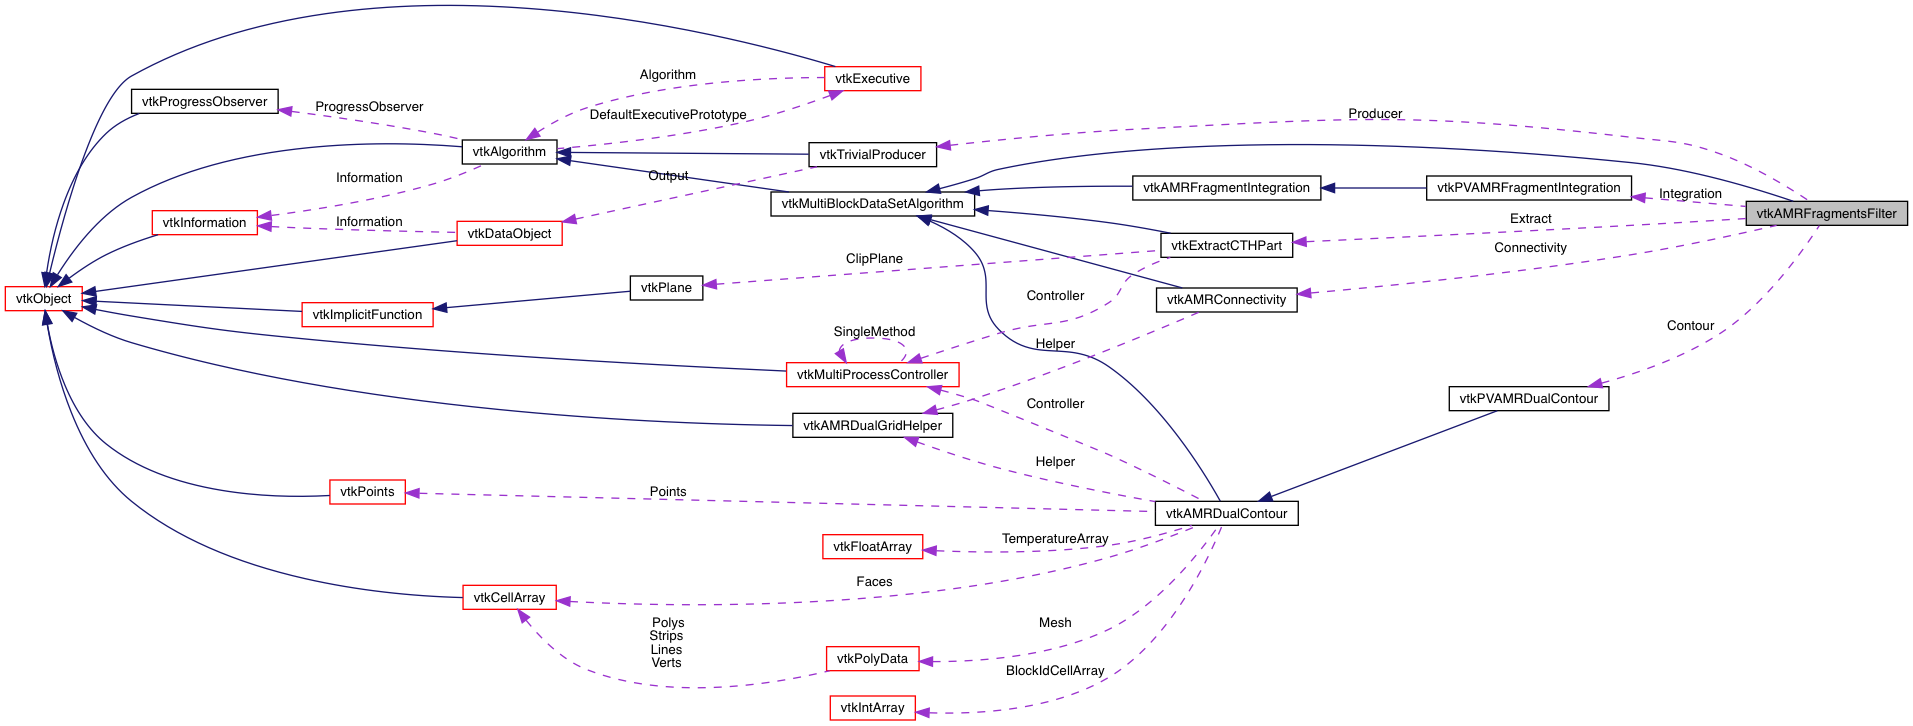 vtkExecutive
Algorithm
vtkProgressObserver
ProgressObserver
DefaultExecutivePrototype
Producer
vtkAlgorithm
vtkTrivialProducer
Information
Output
vtkAMRFragmentIntegration
vtkPVAMRFragmentIntegration
Integration
vtkMultiBlockDataSetAlgorithm
vtkAMRFragmentsFilter
vtkInformation
Information
vtkDataObject
Extract
vtkExtractCTHPart
Connectivity
ClipPlane
vtkPlane
Controller
vtkAMRConnectivity
vtkObject
vtkImplicitFunction
SingleMethod
Helper
Contour
vtkMultiProcessController
Controller
vtkPVAMRDualContour
vtkAMRDualGridHelper
Helper
vtkPoints
Points
vtkAMRDualContour
TemperatureArray
vtkFloatArray
Faces
vtkCellArray
Polys
Strips
Lines
Verts
Mesh
vtkPolyData
BlockIdCellArray
vtkIntArray